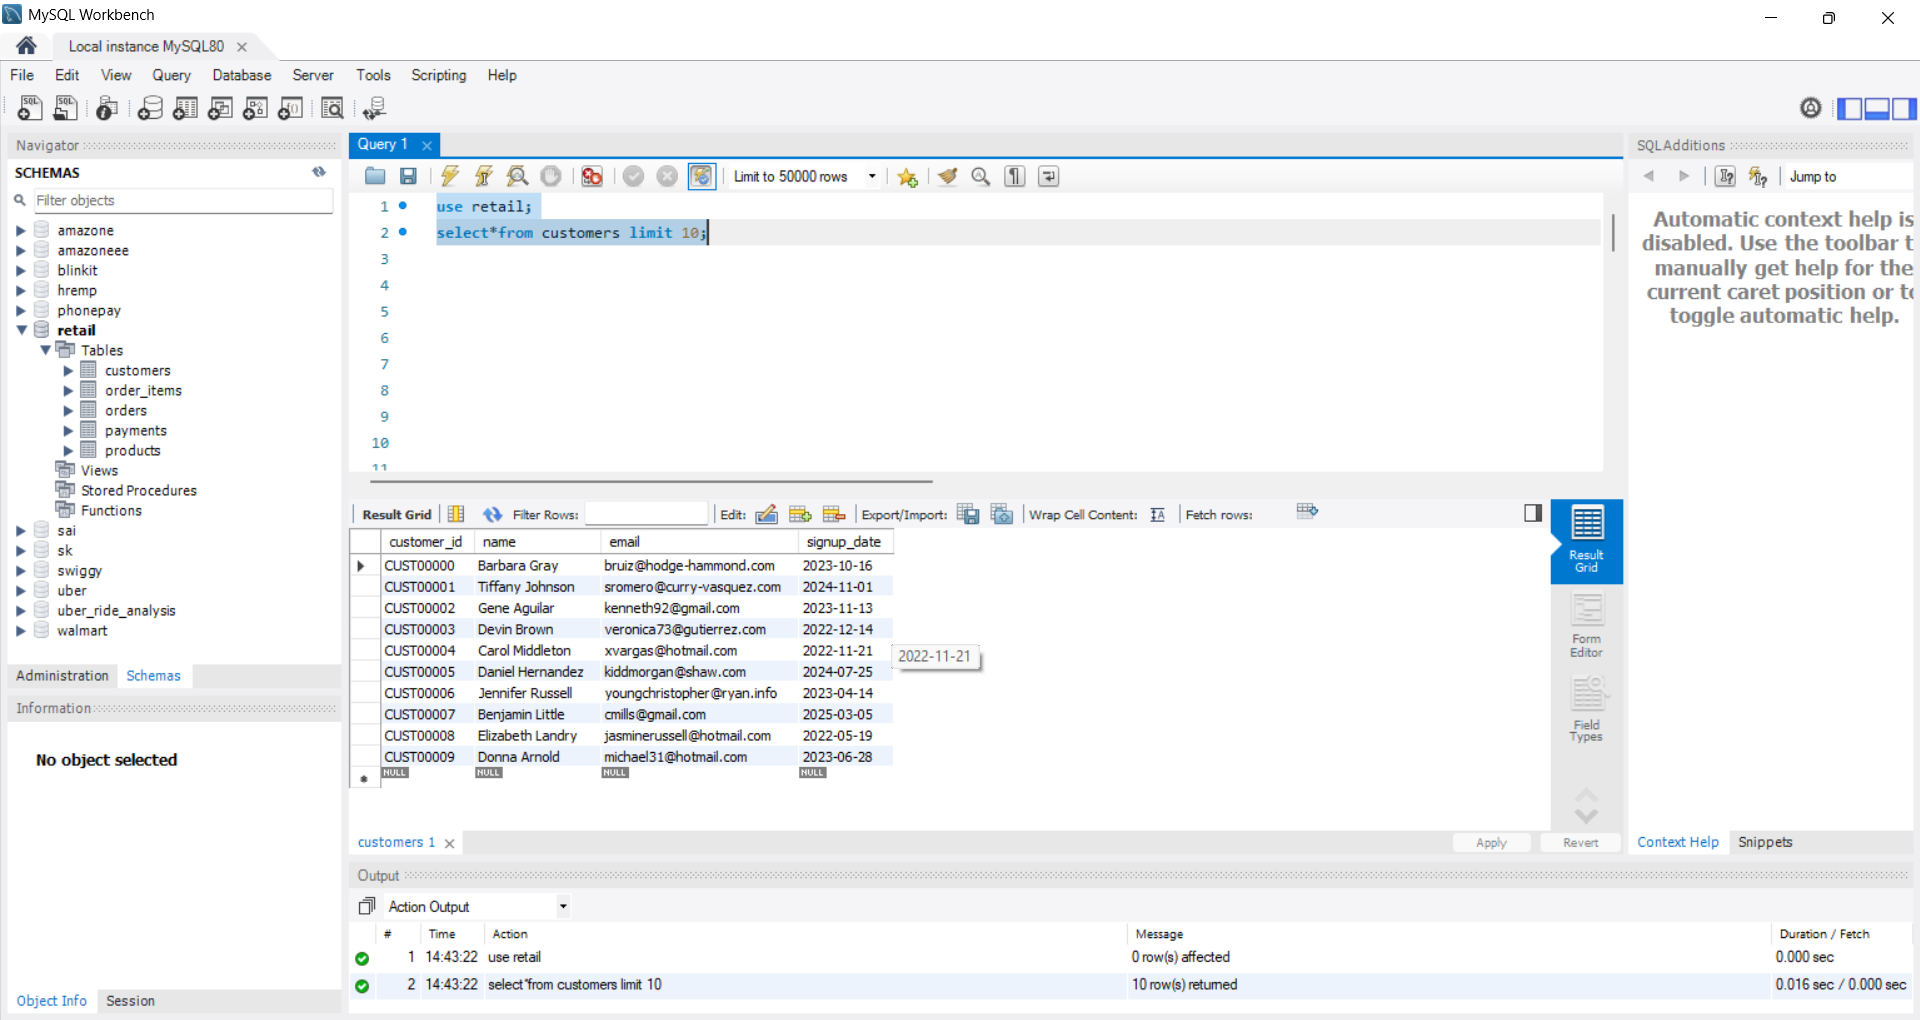 MySQL Workbench
Local instance MySQL80
File Edit View Query Database Server Tools Scripting Help
Navigator
SCHEMAS
Filter objects
amazone
amazoneee
blinkit
hremp
phonepay
retail
Tables
customers
order_items
orders
payments
products
Views
Stored Procedures
Functions
sai
sk
swiggy
uber
uber_ride_analysis
walmart
Administration Schemas
Information
No object selected
Object Info Session
Query 1
Limit to 50000 rows
1 use retail;
2 select*from customers limit 10;
3
4
5
6
7
8
9
10
11
Result Grid Filter Rows: Edit: Export/Import: Wrap Cell Content: Fetch rows:
customer_id name email signup_date
CUST00000 Barbara Gray bruiz@hodge-hammond.com 2023-10-16
CUST00001 Tiffany Johnson sromero@curry-vasquez.com 2024-11-01
CUST00002 Gene Aguilar kenneth92@gmail.com 2023-11-13
CUST00003 Devin Brown veronica73@gutierrez.com 2022-12-14
CUST00004 Carol Middleton xvargas@hotmail.com 2022-11-21
2022-11-21
CUST00005 Daniel Hernandez kiddmorgan@shaw.com 2024-07-25
CUST00006 Jennifer Russell youngchristopher@ryan.info 2023-04-14
CUST00007 Benjamin Little cmills@gmail.com 2025-03-05
CUST00008 Elizabeth Landry jasminerussell@hotmail.com 2022-05-19
CUST00009 Donna Arnold michael31@hotmail.com 2023-06-28
NULL NULL NULL NULL
Result
Grid
Form
Editor
Field
Types
customers 1
Apply Revert
SQLAdditions
Jump to
Automatic context help is
disabled. Use the toolbar t
manually get help for the
current caret position or to
toggle automatic help.
Context Help Snippets
Output
Action Output
# Time Action Message Duration / Fetch
1 14:43:22 use retail 0 row(s) affected 0.000 sec
2 14:43:22 select*from customers limit 10 10 row(s) returned 0.016 sec / 0.000 sec